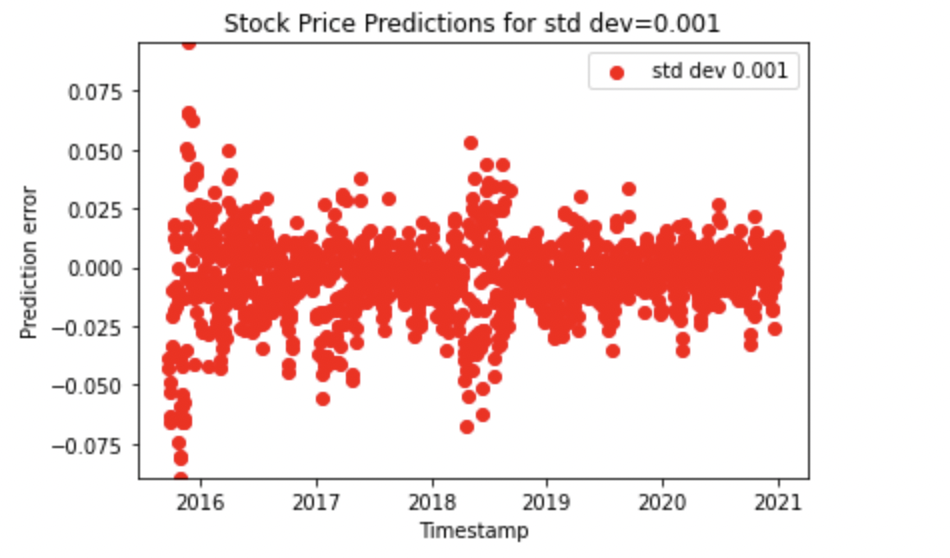 Stock Price Predictions for std dev=0.001
std dev 0.001
Prediction error
0.075
0.050
0.025
0.000
−0.025
−0.050
−0.075
2016 2017 2018 2019 2020 2021
Timestamp